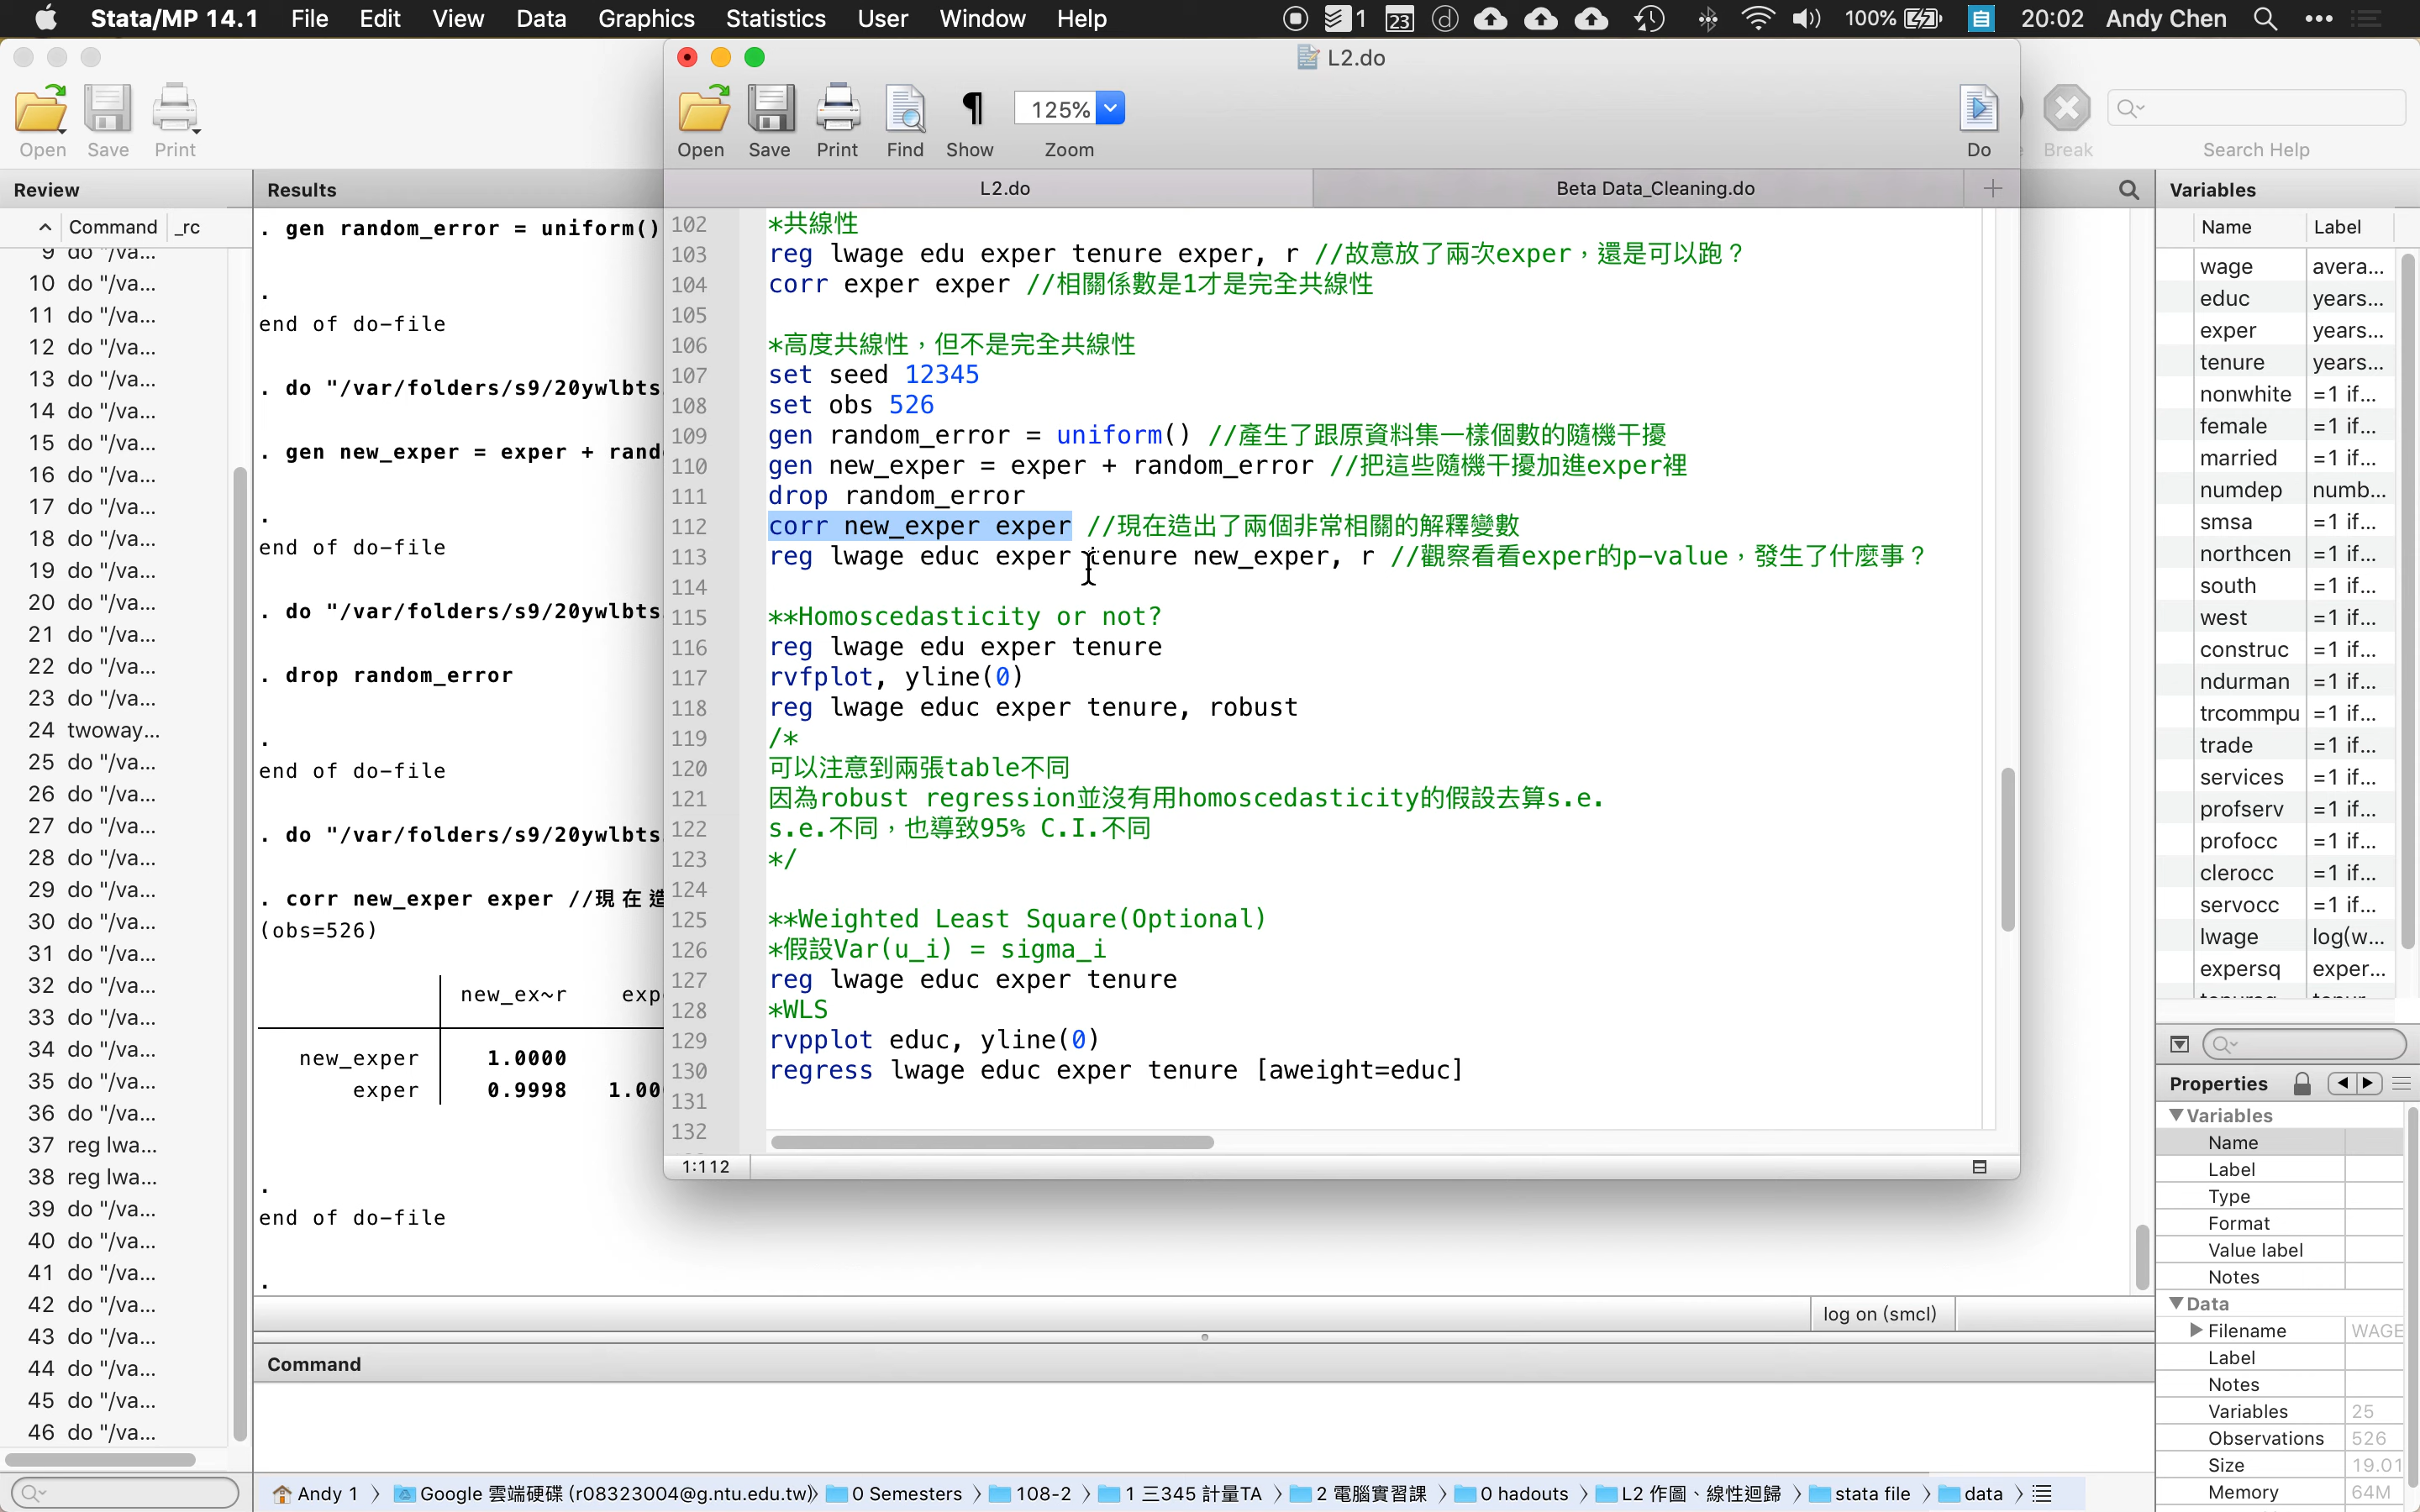 Stata/MP 14.1 File Edit View Data Graphics Statistics User Window Help 1 23 100% 自 20:02 Andy Chen
L2.do
Open Save Print
Open Save Print Find Show 125% Zoom Do
Break Search Help
Review
Command _rc
9 do "/va...
10 do "/va...
11 do "/va...
12 do "/va...
13 do "/va...
14 do "/va...
15 do "/va...
16 do "/va...
17 do "/va...
18 do "/va...
19 do "/va...
20 do "/va...
21 do "/va...
22 do "/va...
23 do "/va...
24 twoway...
25 do "/va...
26 do "/va...
27 do "/va...
28 do "/va...
29 do "/va...
30 do "/va...
31 do "/va...
32 do "/va...
33 do "/va...
34 do "/va...
35 do "/va...
36 do "/va...
37 reg lwa...
38 reg lwa...
39 do "/va...
40 do "/va...
41 do "/va...
42 do "/va...
43 do "/va...
44 do "/va...
45 do "/va...
46 do "/va...
Results
. gen random_error = uniform()
.
end of do-file
. do "/var/folders/s9/20ywlbts
. gen new_exper = exper + rand
.
end of do-file
. do "/var/folders/s9/20ywlbts
. drop random_error
.
end of do-file
. do "/var/folders/s9/20ywlbts
. corr new_exper exper //現在造
(obs=526)
new_ex~r exp
new_exper 1.0000
exper 0.9998 1.00
.
end of do-file
.
L2.do Beta Data_Cleaning.do
102 *共線性
103 reg lwage edu exper tenure exper, r //故意放了兩次exper，還是可以跑？
104 corr exper exper //相關係數是1才是完全共線性
105
106 *高度共線性，但不是完全共線性
107 set seed 12345
108 set obs 526
109 gen random_error = uniform() //產生了跟原資料集一樣個數的隨機干擾
110 gen new_exper = exper + random_error //把這些隨機干擾加進exper裡
111 drop random_error
112 corr new_exper exper //現在造出了兩個非常相關的解釋變數
113 reg lwage educ exper tenure new_exper, r //觀察看看exper的p-value，發生了什麼事？
114
115 **Homoscedasticity or not?
116 reg lwage edu exper tenure
117 rvfplot, yline(0)
118 reg lwage educ exper tenure, robust
119 /*
120 可以注意到兩張table不同
121 因為robust regression並沒有用homoscedasticity的假設去算s.e.
122 s.e.不同，也導致95% C.I.不同
123 */
124
125 **Weighted Least Square(Optional)
126 *假設Var(u_i) = sigma_i
127 reg lwage educ exper tenure
128 *WLS
129 rvpplot educ, yline(0)
130 regress lwage educ exper tenure [aweight=educ]
131
132
1:112
log on (smcl)
Command
Variables
Name Label
wage avera...
educ years...
exper years...
tenure years...
nonwhite =1 if...
female =1 if...
married =1 if...
numdep numb...
smsa =1 if...
northcen =1 if...
south =1 if...
west =1 if...
construc =1 if...
ndurman =1 if...
trcommpu =1 if...
trade =1 if...
services =1 if...
profserv =1 if...
profocc =1 if...
clerocc =1 if...
servocc =1 if...
lwage log(w...
expersq exper...
Properties
Variables
Name
Label
Type
Format
Value label
Notes
Data
Filename WAGE
Label
Notes
Variables 25
Observations 526
Size 19.01
Memory 64M
Andy 1 Google 雲端硬碟 (r08323004@g.ntu.edu.tw) 0 Semesters 108-2 1 三345 計量TA 2 電腦實習課 0 hadouts L2 作圖、線性迴歸 stata file data